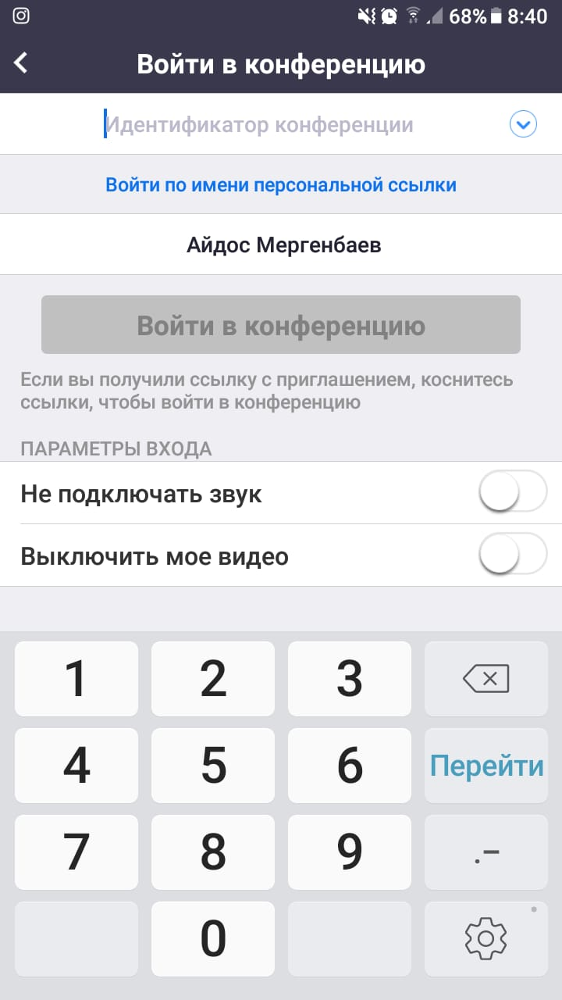 68% 8:40
Войти в конференцию
Идентификатор конференции
Войти по имени персональной ссылки
Айдос Мергенбаев
Войти в конференцию
Если вы получили ссылку с приглашением, коснитесь
ссылки, чтобы войти в конференцию
ПАРАМЕТРЫ ВХОДА
Не подключать звук
Выключить мое видео
1 2 3
4 5 6 Перейти
7 8 9 .–
0